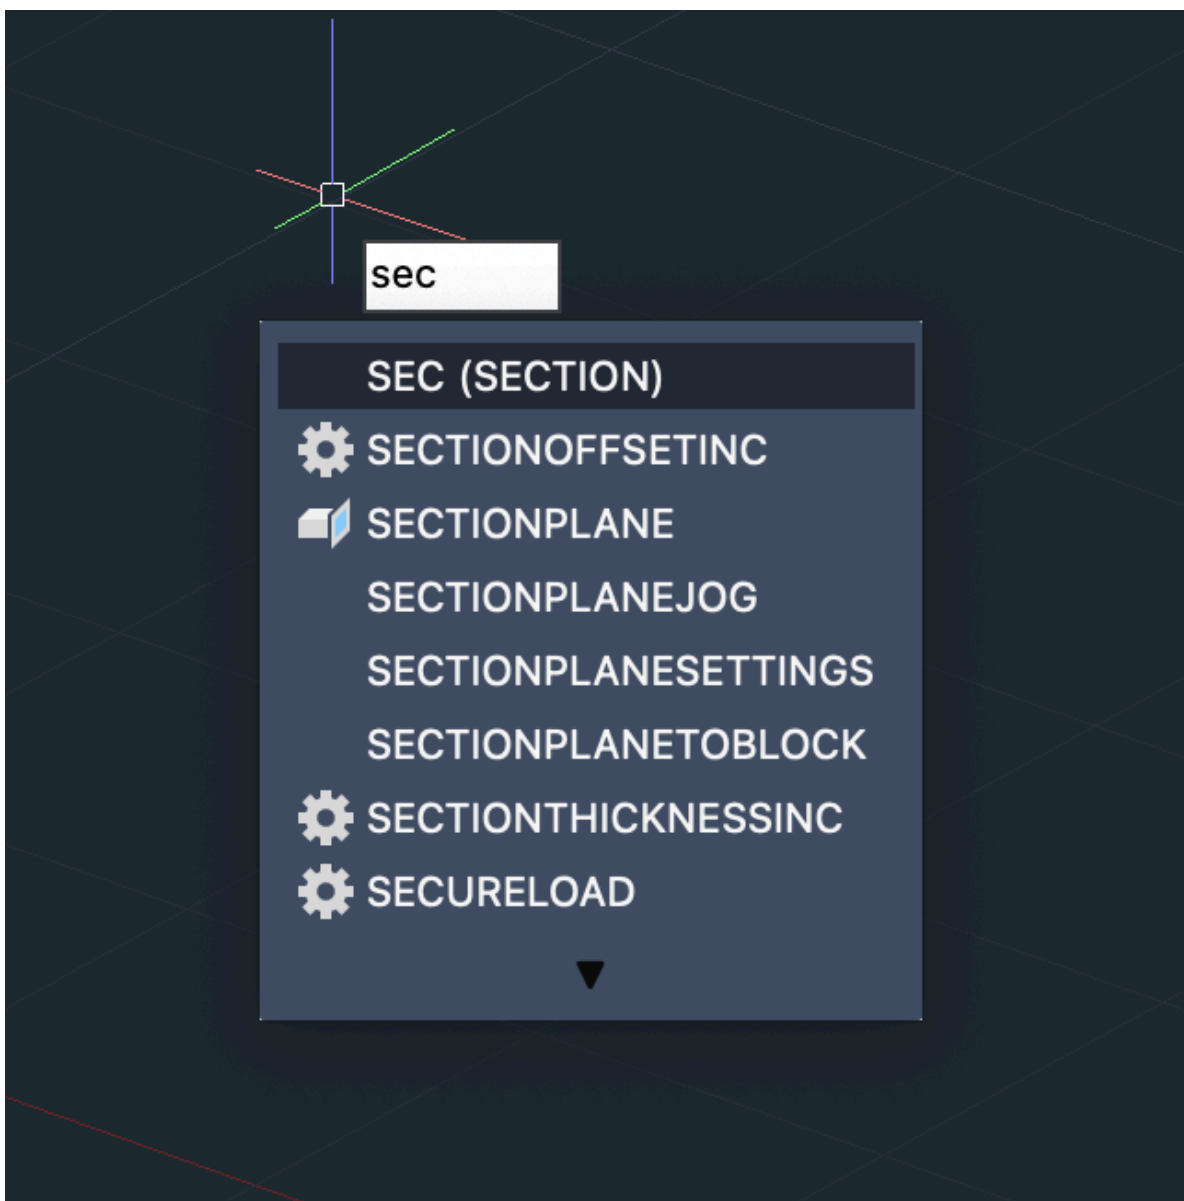 sec
SEC (SECTION)
SECTIONOFFSETINC
SECTIONPLANE
SECTIONPLANEJOG
SECTIONPLANESETTINGS
SECTIONPLANETOBLOCK
SECTIONTHICKNESSINC
SECURELOAD